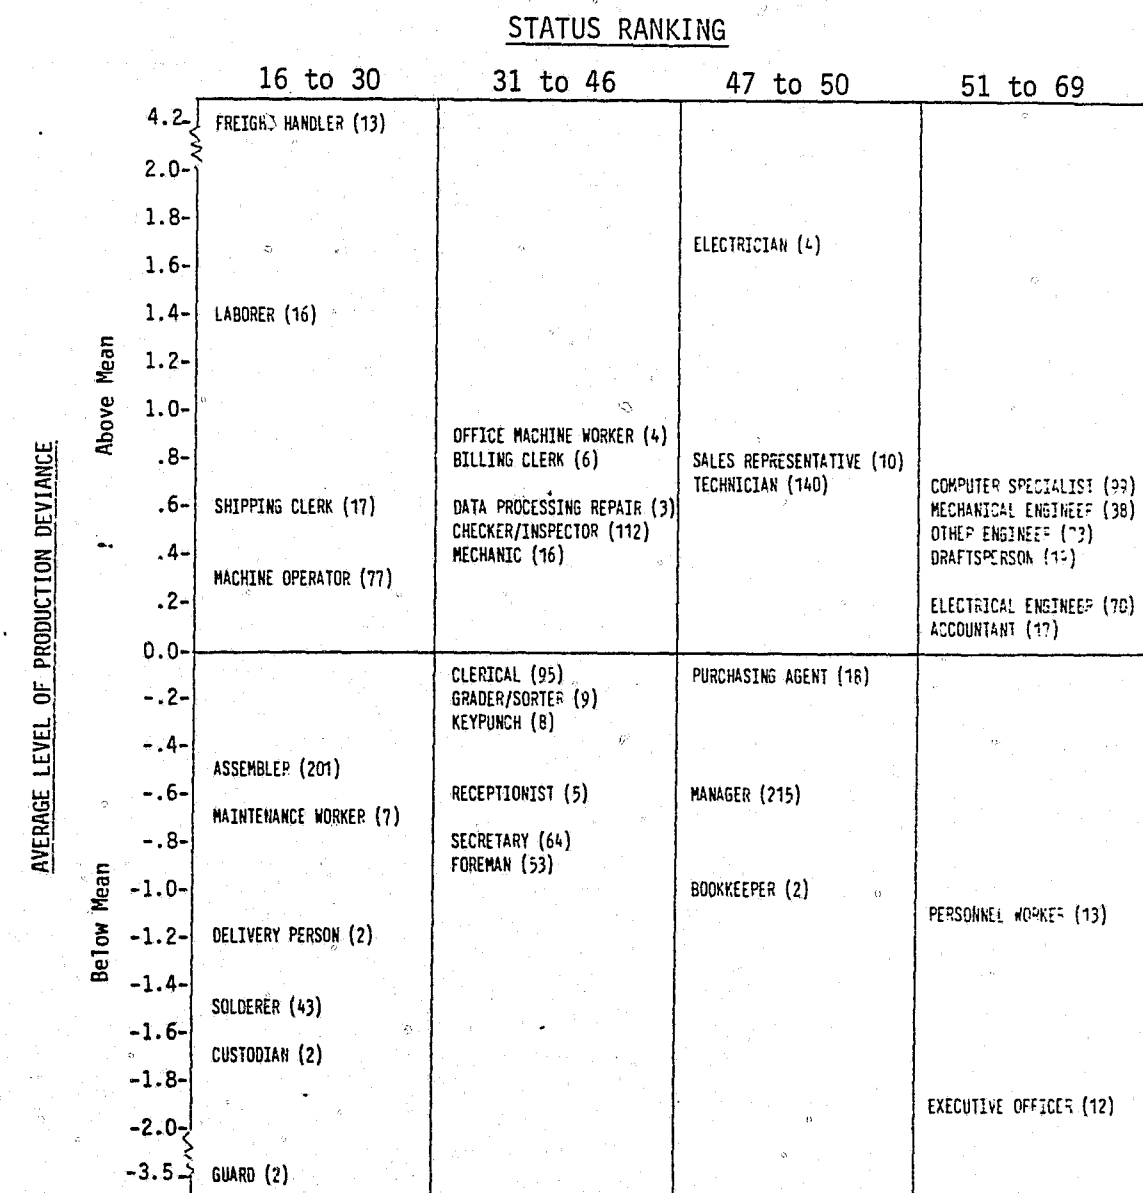 STATUS RANKING
16 to 30 31 to 46 47 to 50 51 to 69
AVERAGE LEVEL OF PRODUCTION DEVIANCE
Above Mean
Below Mean
4.2
2.0
1.8
1.6
1.4
1.2
1.0
.8
.6
.4
.2
0.0
-.2
-.4
-.6
-.8
-1.0
-1.2
-1.4
-1.6
-1.8
-2.0
-3.5
HANDLER (13)
LABORER (16)
SHIPPING CLERK (17)
MACHINE OPERATOR (77)
ASSEMBLER (201)
MAINTENANCE WORKER (7)
DELIVERY PERSON (2)
SOLDERER (43)
CUSTODIAN (2)
GUARD (2)
OFFICE MACHINE WORKER (4)
BILLING CLERK (6)
DATA PROCESSING REPAIR (3)
CHECKER/INSPECTOR (112)
MECHANIC (16)
CLERICAL (95)
GRADER/SORTER (9)
KEYPUNCH (8)
RECEPTIONIST (5)
SECRETARY (64)
FOREMAN (53)
ELECTRICIAN (4)
SALES REPRESENTATIVE (10)
TECHNICIAN (140)
PURCHASING AGENT (18)
MANAGER (215)
BOOKKEEPER (2)
COMPUTER SPECIALIST
MECHANICAL ENGINEER (38)
OTHER ENGINEER
DRAFTSPERSON
ELECTRICAL ENGINEER (70)
ACCOUNTANT (17)
PERSONNEL WORKER (13)
EXECUTIVE OFFICER (12)